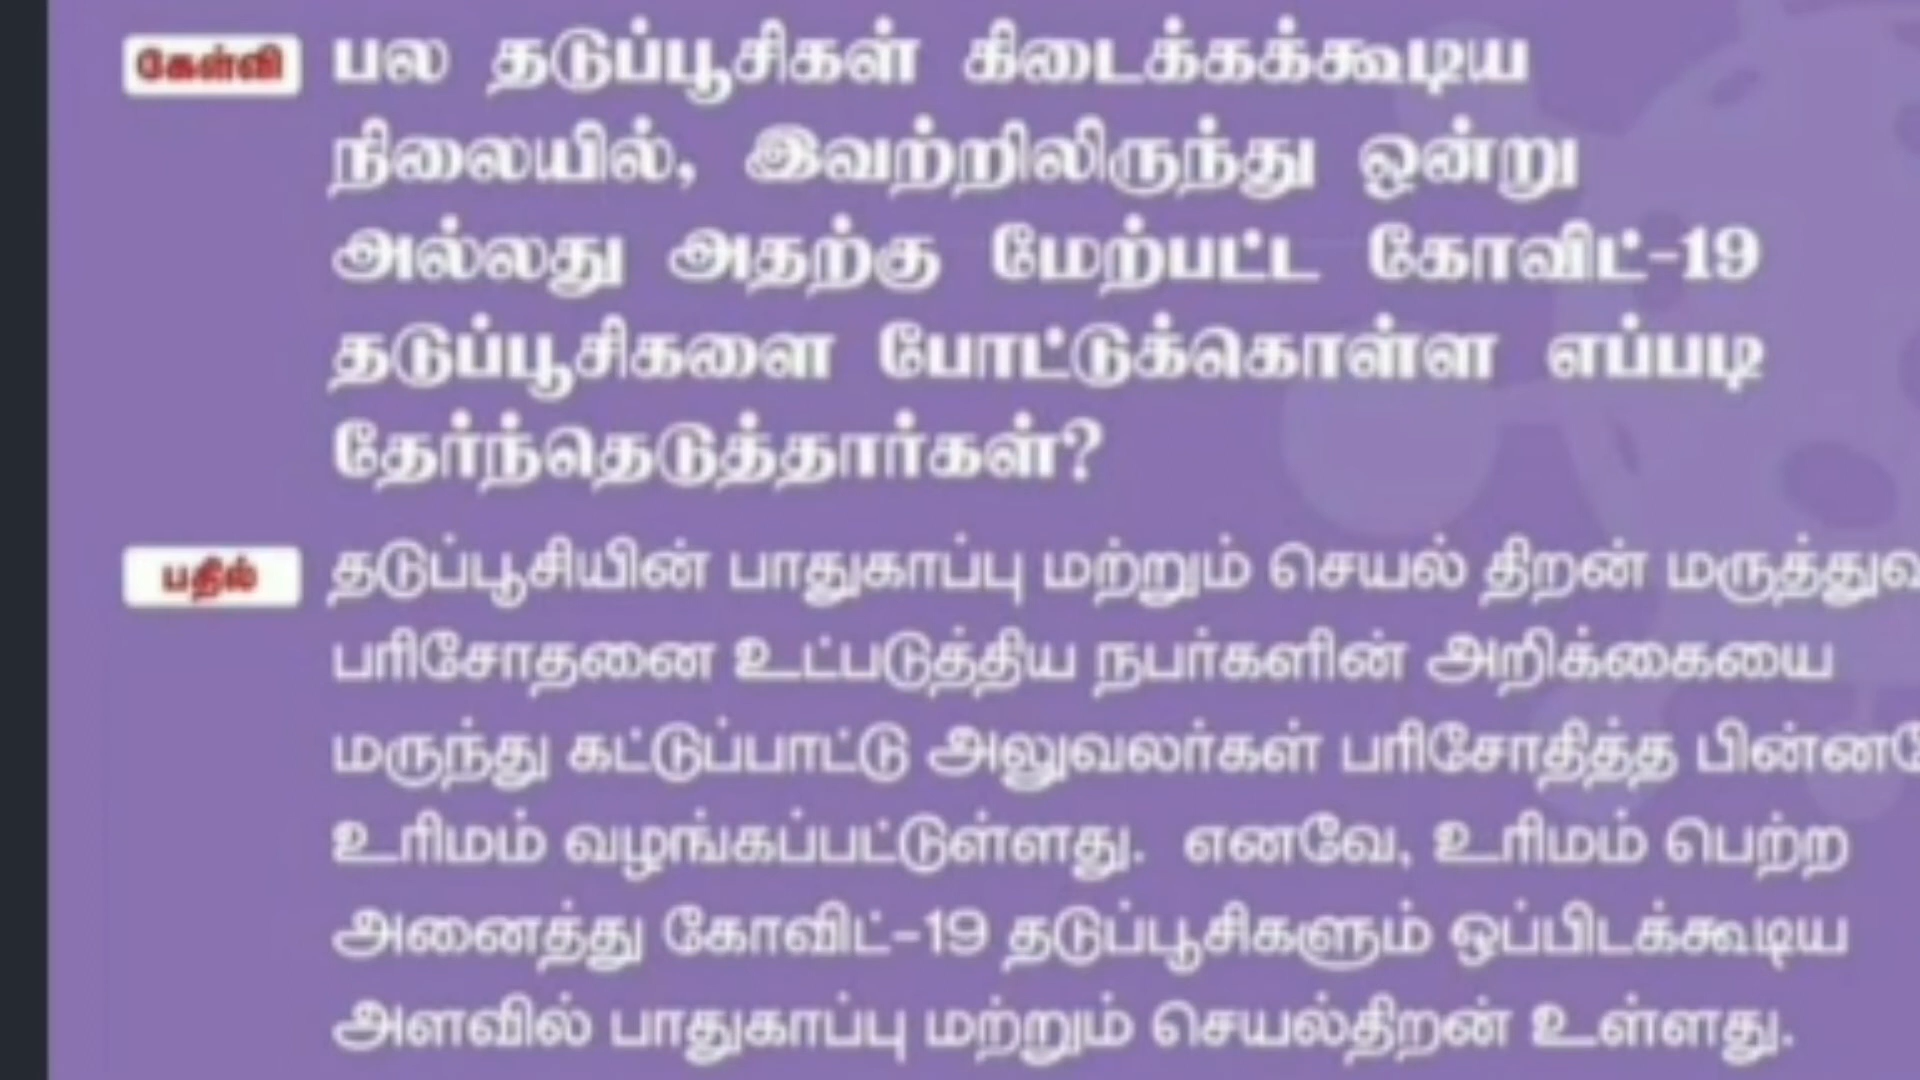 கேள்வி பல தடுப்பூசிகள் கிடைக்கக்கூடிய
நிலையில், இவற்றிலிருந்து ஒன்று
அல்லது அதற்கு மேற்பட்ட கோவிட்-19
தடுப்பூசிகளை போட்டுக்கொள்ள எப்படி
தேர்ந்தெடுத்தார்கள்?
பதில் தடுப்பூசியின் பாதுகாப்பு மற்றும் செயல் திறன்
பரிசோதனை உட்படுத்திய நபர்களின் அறிக்கையை
மருந்து கட்டுப்பாட்டு அலுவலர்கள் பரிசோதித்த
உரிமம் வழங்கப்பட்டுள்ளது. எனவே, உரிமம் பெற்ற
அனைத்து கோவிட்-19 தடுப்பூசிகளும் ஒப்பிடக்கூடிய
அளவில் பாதுகாப்பு மற்றும் செயல்திறன் உள்ளது.